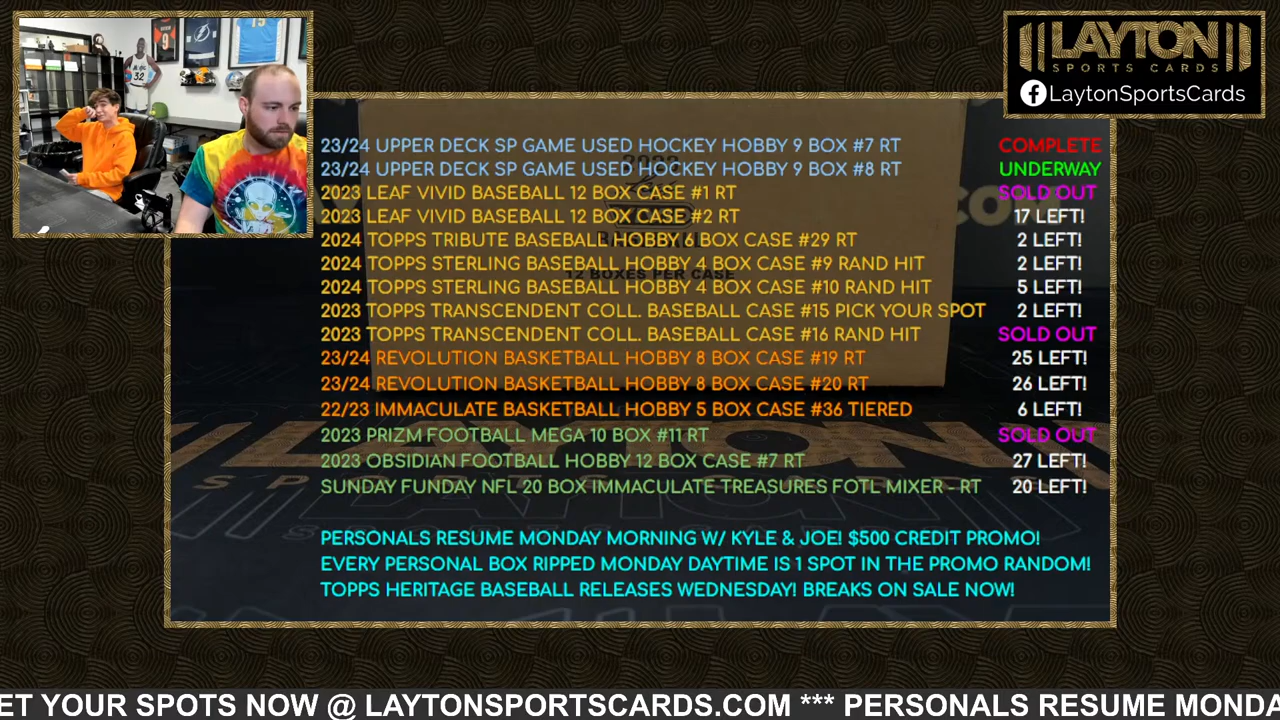 LAYTON
SPORTS CARDS
LaytonSportsCards
23/24 UPPER DECK SP GAME USED HOCKEY HOBBY 9 BOX #7 RT COMPLETE
23/24 UPPER DECK SP GAME USED HOCKEY HOBBY 9 BOX #8 RT UNDERWAY
2023 LEAF VIVID BASEBALL 12 BOX CASE #1 RT SOLD OUT
2023 LEAF VIVID BASEBALL 12 BOX CASE #2 RT 17 LEFT!
2024 TOPPS TRIBUTE BASEBALL HOBBY 6 BOX CASE #29 RT 2 LEFT!
2024 TOPPS STERLING BASEBALL HOBBY 4 BOX CASE #9 RAND HIT 2 LEFT!
12 BOXES PER CASE
2024 TOPPS STERLING BASEBALL HOBBY 4 BOX CASE #10 RAND HIT 5 LEFT!
2023 TOPPS TRANSCENDENT COLL. BASEBALL CASE #15 PICK YOUR SPOT 2 LEFT!
2023 TOPPS TRANSCENDENT COLL. BASEBALL CASE #16 RAND HIT SOLD OUT
23/24 REVOLUTION BASKETBALL HOBBY 8 BOX CASE #19 RT 25 LEFT!
23/24 REVOLUTION BASKETBALL HOBBY 8 BOX CASE #20 RT 26 LEFT!
22/23 IMMACULATE BASKETBALL HOBBY 5 BOX CASE #36 TIERED 6 LEFT!
2023 PRIZM FOOTBALL MEGA 10 BOX #11 RT SOLD OUT
2023 OBSIDIAN FOOTBALL HOBBY 12 BOX CASE #7 RT 27 LEFT!
SUNDAY FUNDAY NFL 20 BOX IMMACULATE TREASURES FOTL MIXER - RT 20 LEFT!
PERSONALS RESUME MONDAY MORNING W/ KYLE & JOE! $500 CREDIT PROMO!
EVERY PERSONAL BOX RIPPED MONDAY DAYTIME IS 1 SPOT IN THE PROMO RANDOM!
TOPPS HERITAGE BASEBALL RELEASES WEDNESDAY! BREAKS ON SALE NOW!
ET YOUR SPOTS NOW @ LAYTONSPORTSCARDS.COM *** PERSONALS RESUME MONDA